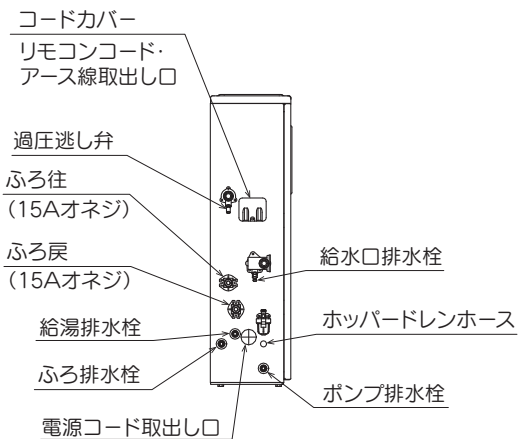 コードカバー
リモコンコード・
アース線取出し口
過圧逃し弁
ふろ往
（15Aオネジ）
ふろ戻
（15Aオネジ）
給水口排水栓
給湯排水栓
ホッパードレンホース
ふろ排水栓
ポンプ排水栓
電源コード取出し口